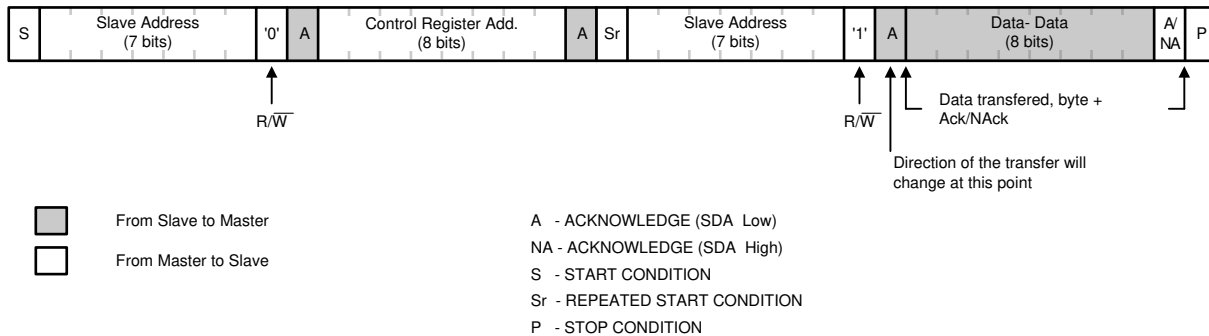 S Slave Address (7 bits) '0' A Control Register Add. (8 bits) A Sr Slave Address (7 bits) '1' A Data- Data (8 bits) A/ NA P
R/W̅ R/W̅ Data transfered, byte +
Ack/NAck
Direction of the transfer will
change at this point
From Slave to Master
From Master to Slave
A - ACKNOWLEDGE (SDA Low)
NA - ACKNOWLEDGE (SDA High)
S - START CONDITION
Sr - REPEATED START CONDITION
P - STOP CONDITION